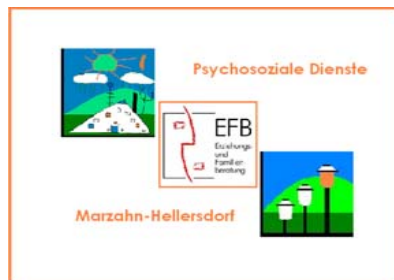 Psychosoziale Dienste
EFB
Erziehungs
und
Familien
beratung
Marzahn-Hellersdorf